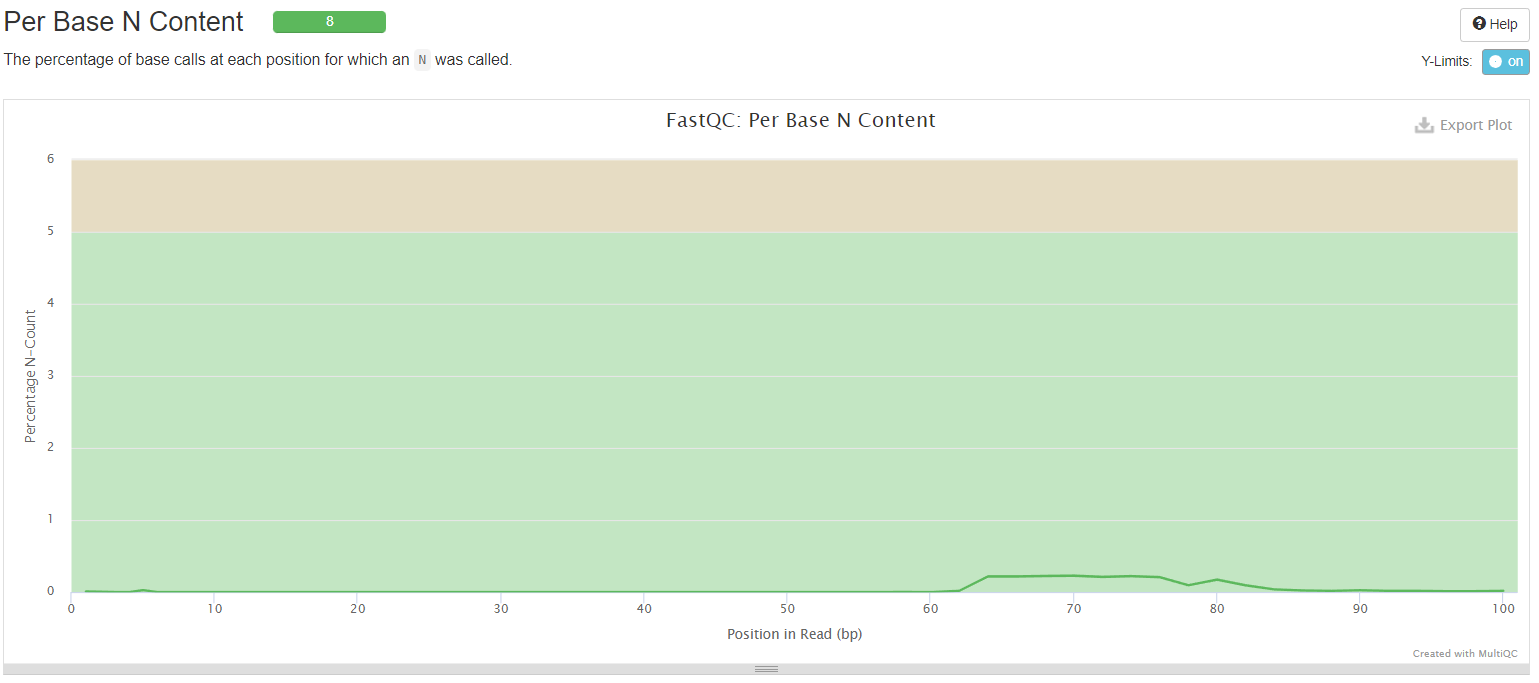 Per Base N Content
8
Help
The percentage of base calls at each position for which an N was called.
Y-Limits: on
FastQC: Per Base N Content
Export Plot
6
5
4
3
2
1
0
Percentage N-Count
0 10 20 30 40 50 60 70 80 90 100
Position in Read (bp)
Created with MultiQC